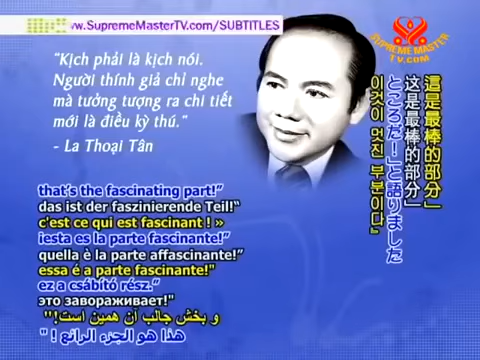 www.SupremeMasterTV.com/SUBTITLES
SUPREME MASTER
TV.COM
"Kịch phải là kịch nói.
Người thính giả chỉ nghe
mà tưởng tượng ra chi tiết
mới là điều kỳ thú."
- La Thoại Tân
這是最棒的部分」
这是最棒的部分」
ところだ！」と語りました
이것이 멋진 부분이다』
that's the fascinating part!"
das ist der faszinierende Teil!“
c'est ce qui est fascinant ! »
¡esta es la parte fascinante!"
quella è la parte affascinante!"
essa é a parte fascinante!"
ez a csábító rész."
это завораживает!"
و بخش جالب آن همین است!"
هذا هو الجزء الرائع ! "